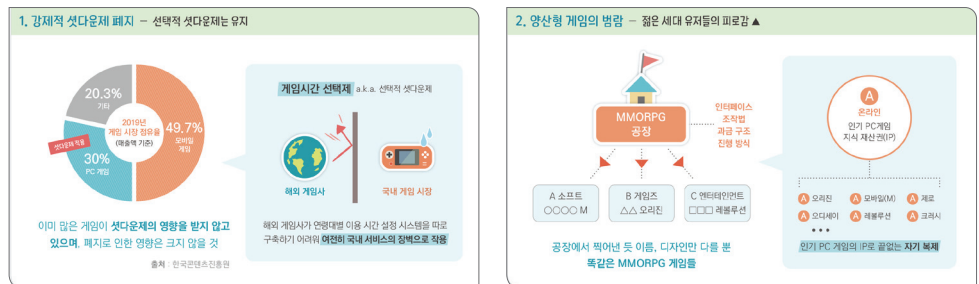 1. 강제적 셧다운제 폐지 – 선택적 셧다운제는 유지
20.3%
기타
2019년
게임 시장 점유율
(매출액 기준)
49.7%
모바일
게임
셧다운제 적용
30%
PC 게임
이미 많은 게임이 셧다운제의 영향을 받지 않고
있으며, 폐지로 인한 영향은 크지 않을 것
출처 : 한국콘텐츠진흥원
게임시간 선택제 a.k.a. 선택적 셧다운제
해외 게임사
국내 게임 시장
해외 게임사가 연령대별 이용 시간 설정 시스템을 따로
구축하기 어려워 여전히 국내 서비스의 장벽으로 작용
2. 양산형 게임의 범람 – 젊은 세대 유저들의 피로감 ▲
MMORPG
공장
인터페이스
조작법
과금 구조
진행 방식
A 소프트
○○○○ M
B 게임즈
△△ 오리진
C 엔터테인먼트
□□□ 레볼루션
공장에서 찍어낸 듯 이름, 디자인만 다를 뿐
똑같은 MMORPG 게임들
A
온라인
인기 PC게임
지식 재산권(IP)
A 오리진
A 모바일(M)
A 제로
A 오디세이
A 레볼루션
A 크러시
•••
인기 PC 게임의 IP로 끝없는 자기 복제